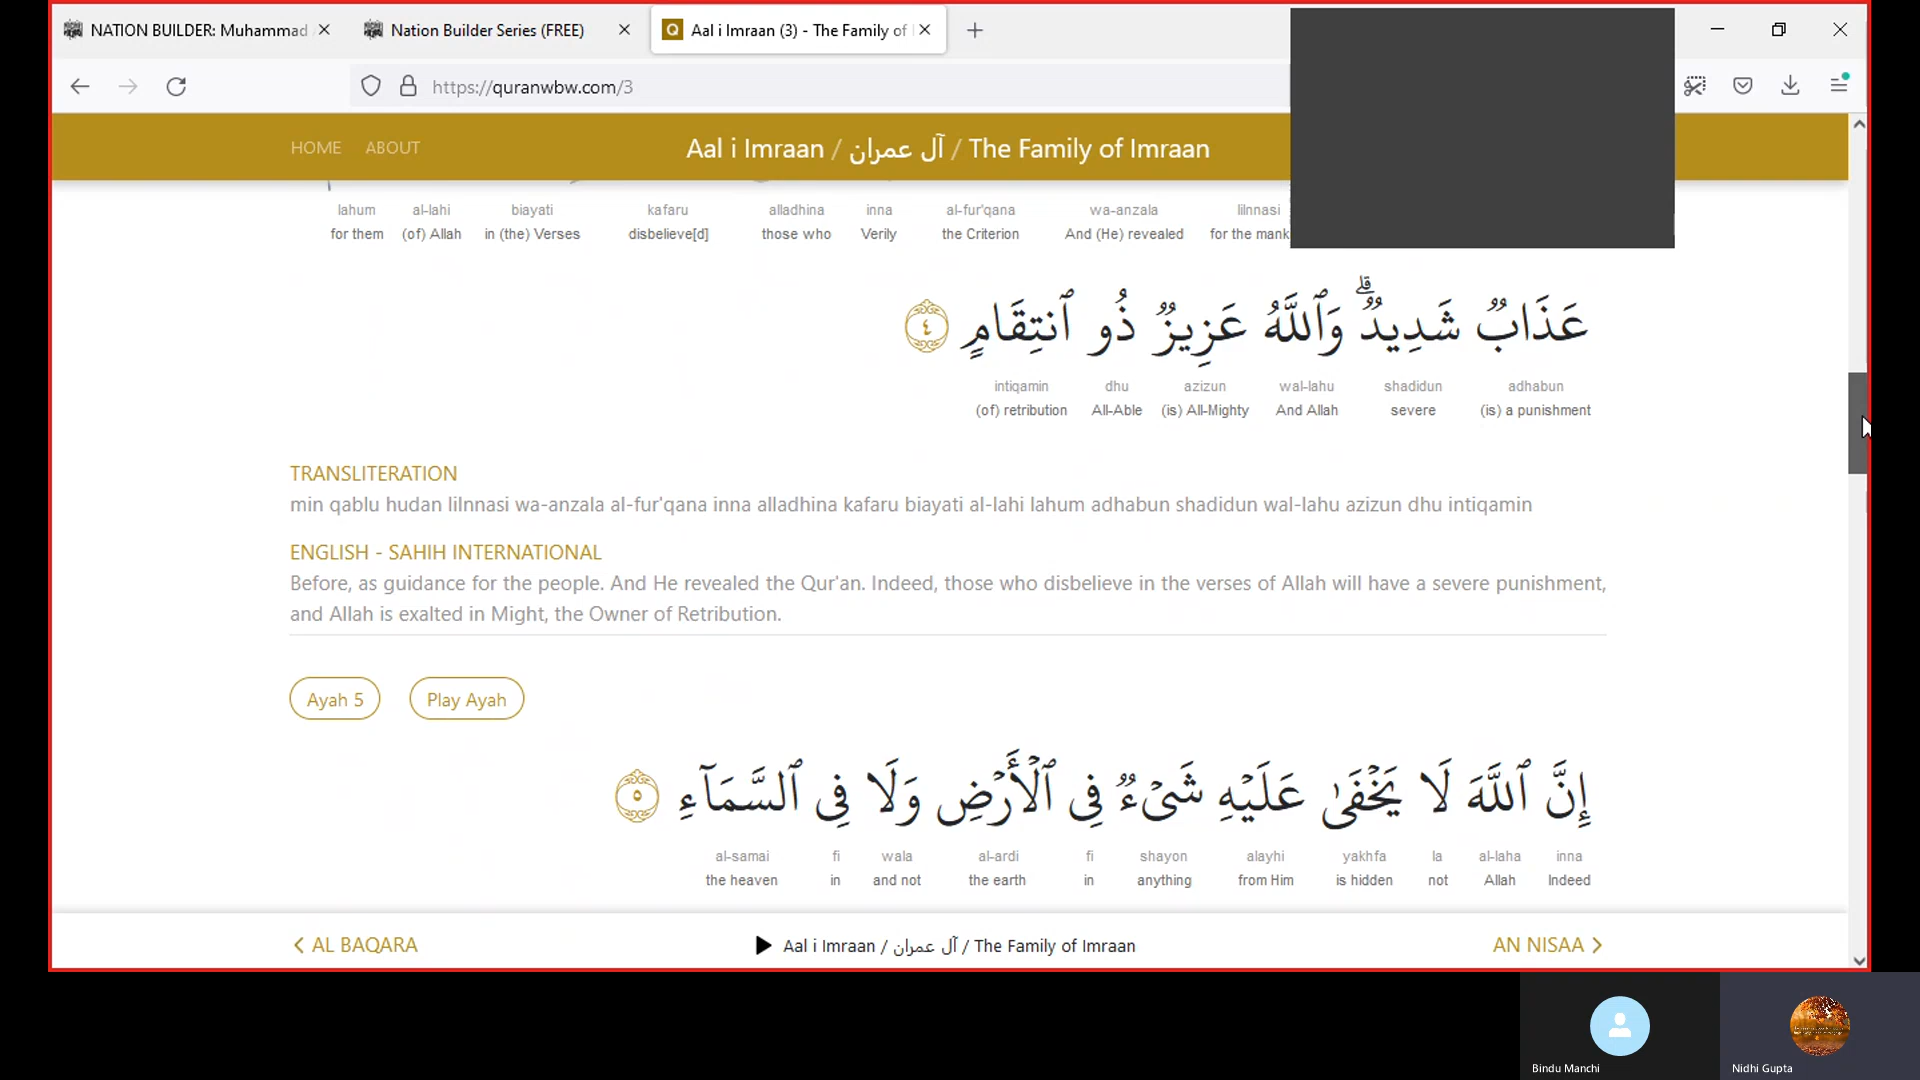 NATION BUILDER: Muhammad
Nation Builder Series (FREE)
Q Aal i Imraan (3) - The Family of
https://quranwbw.com/3
HOME ABOUT
Aal i Imraan / آل عمران / The Family of Imraan
lahum al-lahi biayati kafaru alladhina inna al-fur'qana wa-anzala lilnnasi
for them (of) Allah in (the) Verses disbelieve[d] those who Verily the Criterion And (He) revealed for the mank
عَذَابٌ شَدِيدٌ ۗ وَٱللَّهُ عَزِيزٌ ذُو ٱنتِقَامٍ ٤
intiqamin dhu azizun wal-lahu shadidun adhabun
(of) retribution All-Able (is) All-Mighty And Allah severe (is) a punishment
TRANSLITERATION
min qablu hudan lilnnasi wa-anzala al-fur'qana inna alladhina kafaru biayati al-lahi lahum adhabun shadidun wal-lahu azizun dhu intiqamin
ENGLISH - SAHIH INTERNATIONAL
Before, as guidance for the people. And He revealed the Qur'an. Indeed, those who disbelieve in the verses of Allah will have a severe punishment,
and Allah is exalted in Might, the Owner of Retribution.
Ayah 5 Play Ayah
إِنَّ ٱللَّهَ لَا يَخْفَىٰ عَلَيْهِ شَىْءٌ فِى ٱلْأَرْضِ وَلَا فِى ٱلسَّمَآءِ ٥
al-samai fi wala al-ardi fi shayon alayhi yakhfa la al-laha inna
the heaven in and not the earth in anything from Him is hidden not Allah Indeed
AL BAQARA
Aal i Imraan / آل عمران / The Family of Imraan
AN NISAA
Bindu Manchi
Nidhi Gupta